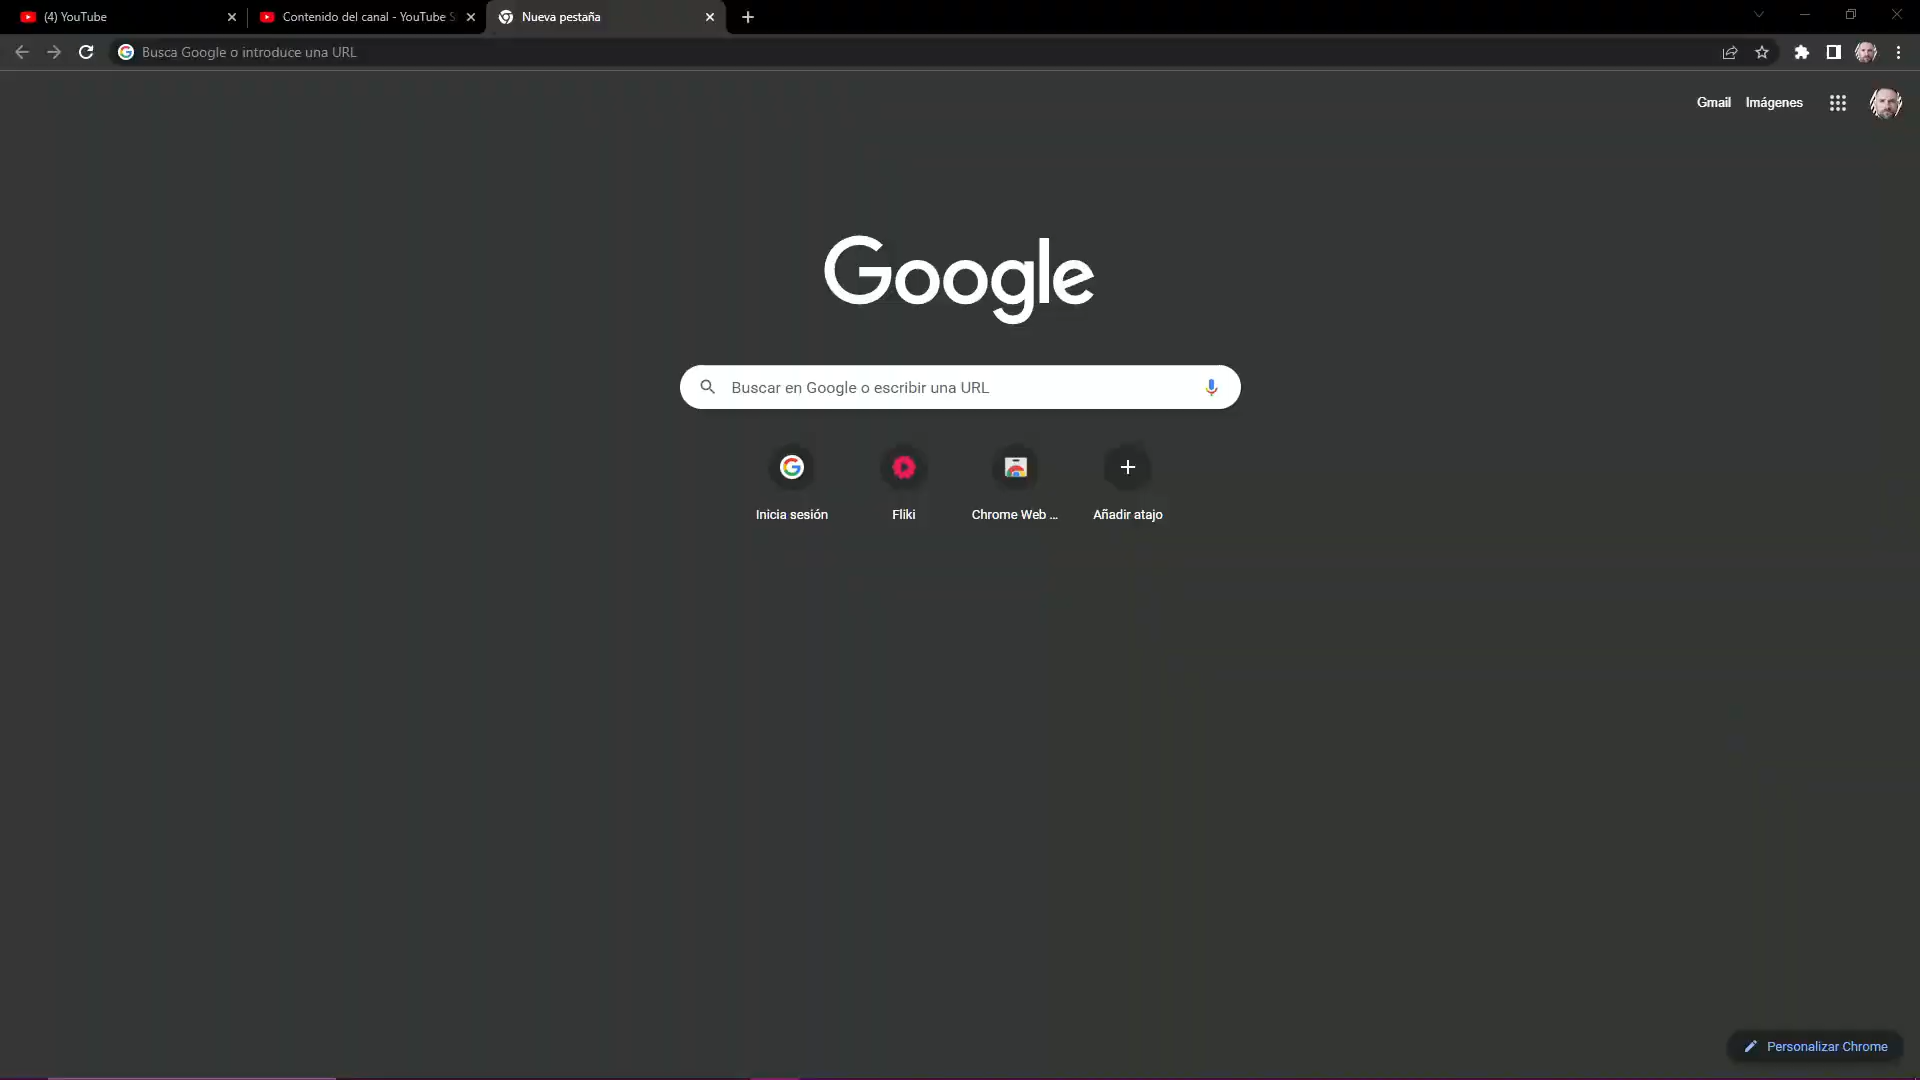 (4) YouTube
Contenido del canal - YouTube S
Nueva pestaña
Busca Google o introduce una URL
Gmail
Imágenes
Google
Buscar en Google o escribir una URL
Inicia sesión
Fliki
Chrome Web ...
Añadir atajo
Personalizar Chrome